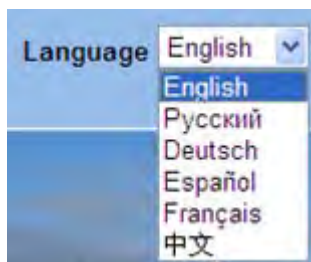 Language English
English
Русский
Deutsch
Español
Français
中文